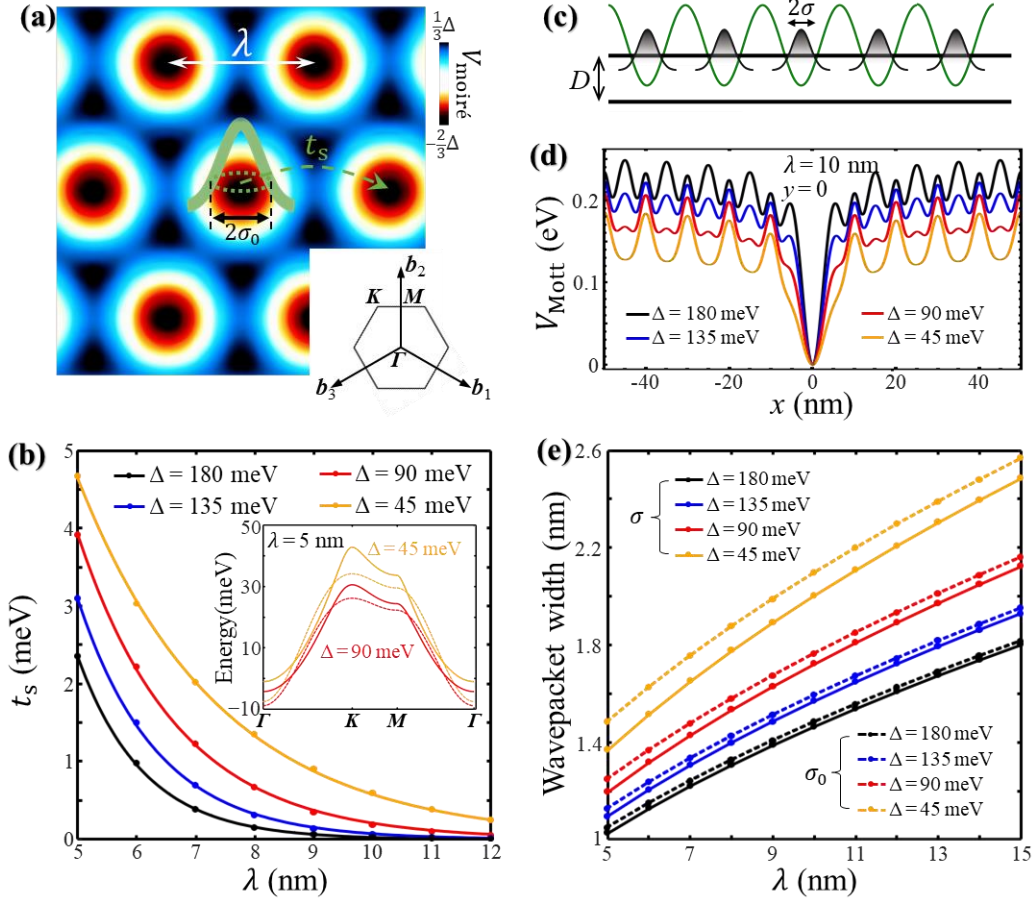 (a)
λ
1/3Δ
V_moiré
-2/3Δ
t_s
2σ_0
b_2
K M
Γ
b_3 b_1
(b)
Δ = 180 meV Δ = 90 meV
Δ = 135 meV Δ = 45 meV
t_s (meV)
5
4
3
2
1
0
5 6 7 8 9 10 11 12
λ (nm)
λ = 5 nm
Δ = 45 meV
Δ = 90 meV
Energy(meV)
50
30
10
−10
Γ K M Γ
(c)
2σ
D
(d)
λ = 10 nm
y=0
V_Mott (eV)
0.2
0.1
0
Δ = 180 meV Δ = 90 meV
Δ = 135 meV Δ = 45 meV
-40 -20 0 20 40
x (nm)
(e)
Wavepacket width (nm)
2.6
2.2
1.8
1.4
1
σ
Δ = 180 meV
Δ = 135 meV
Δ = 90 meV
Δ = 45 meV
σ_0
Δ = 180 meV
Δ = 135 meV
Δ = 90 meV
Δ = 45 meV
5 7 9 11 13 15
λ (nm)